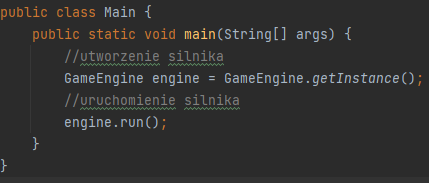 public class Main {
    public static void main(String[] args) {
        //utworzenie silnika
        GameEngine engine = GameEngine.getInstance();
        //uruchomienie silnika
        engine.run();
    }
}